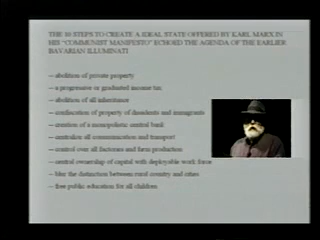 THE 10 STEPS TO CREATE A IDEAL STATE OFFERED BY KARL MARX IN
HIS "COMMUNIST MANIFESTO" ECHOED THE AGENDA OF THE EARLIER
BAVARIAN ILLUMINATI
-- abolition of private property
-- a progressive or graduated income tax
-- abolition of all inheritance
-- confiscation of property of dissidents and immigrants
-- creation of a monopolistic central bank
-- centralize all communication and transport
-- control over all factories and farm production
-- central ownership of capital with deployable work force
-- blur the distinction between rural country and cities
-- free public education for all children